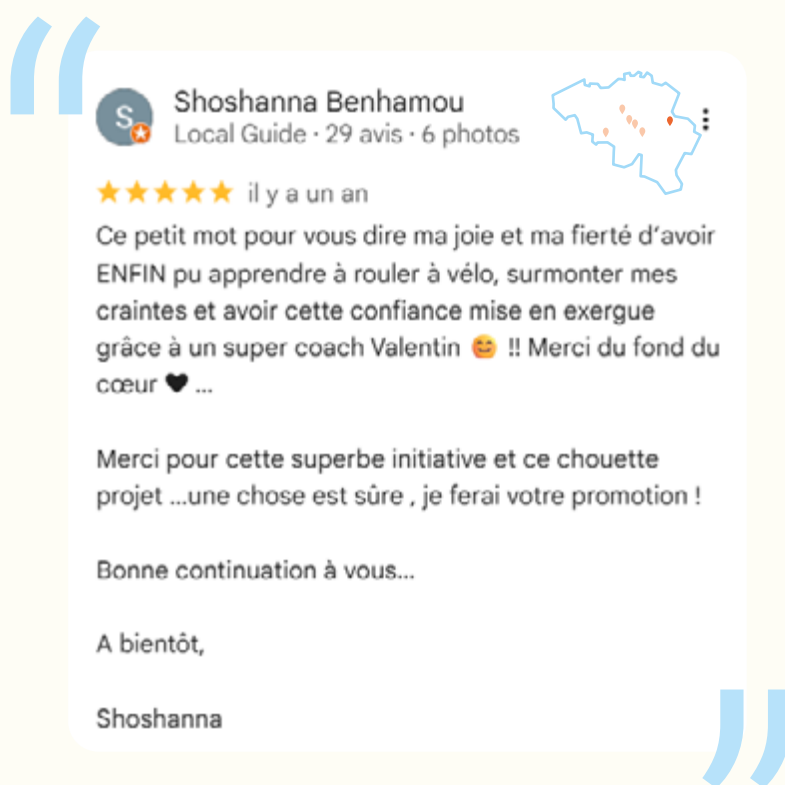 S
Shoshanna Benhamou
Local Guide · 29 avis · 6 photos
il y a un an
Ce petit mot pour vous dire ma joie et ma fierté d'avoir
ENFIN pu apprendre à rouler à vélo, surmonter mes
craintes et avoir cette confiance mise en exergue
grâce à un super coach Valentin 😊 !! Merci du fond du
cœur 🖤 ...
Merci pour cette superbe initiative et ce chouette
projet ...une chose est sûre , je ferai votre promotion !
Bonne continuation à vous...
A bientôt,
Shoshanna